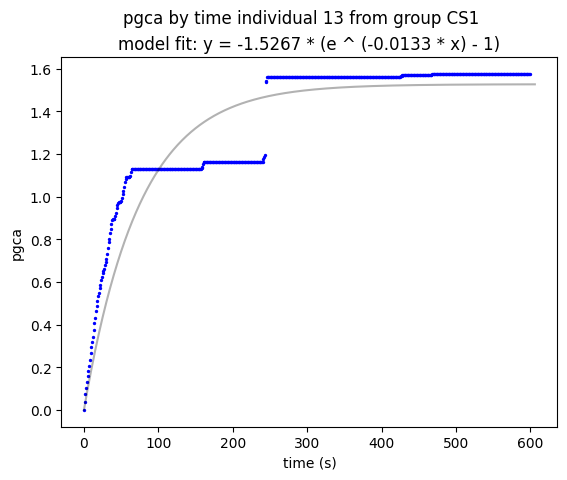 pgca by time individual 13 from group CS1
model fit: y = -1.5267 * (e ^ (-0.0133 * x) - 1)
1.6
1.4
1.2
1.0
0.8
0.6
0.4
0.2
0.0
pgca
0 100 200 300 400 500 600
time (s)